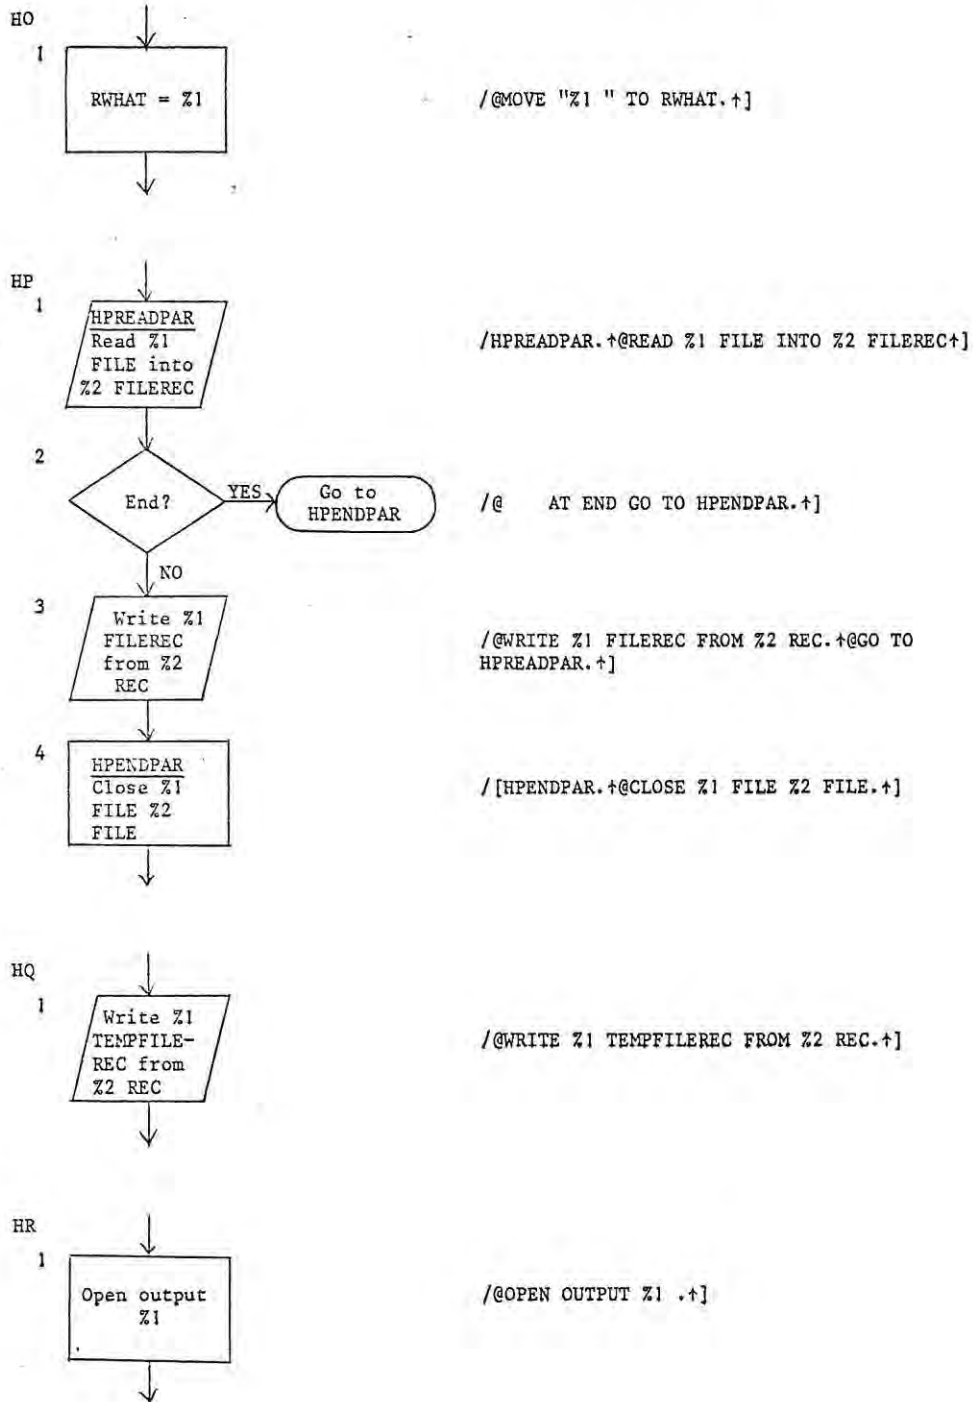 HO
1
RWHAT = %1
/@MOVE "%1 " TO RWHAT.↑]
HP
1
HPREADPAR
Read %1
FILE into
%2 FILEREC
/HPREADPAR.↑@READ %1 FILE INTO %2 FILEREC↑]
2
End?
YES
Go to
HPENDPAR
/@    AT END GO TO HPENDPAR.↑]
NO
3
Write %1
FILEREC
from %2
REC
/@WRITE %1 FILEREC FROM %2 REC.↑@GO TO
HPREADPAR.↑]
4
HPENDPAR
Close %1
FILE %2
FILE
/[HPENDPAR.↑@CLOSE %1 FILE %2 FILE.↑]
HQ
1
Write %1
TEMPFILE-
REC from
%2 REC
/@WRITE %1 TEMPFILEREC FROM %2 REC.↑]
HR
1
Open output
%1
/@OPEN OUTPUT %1 .↑]